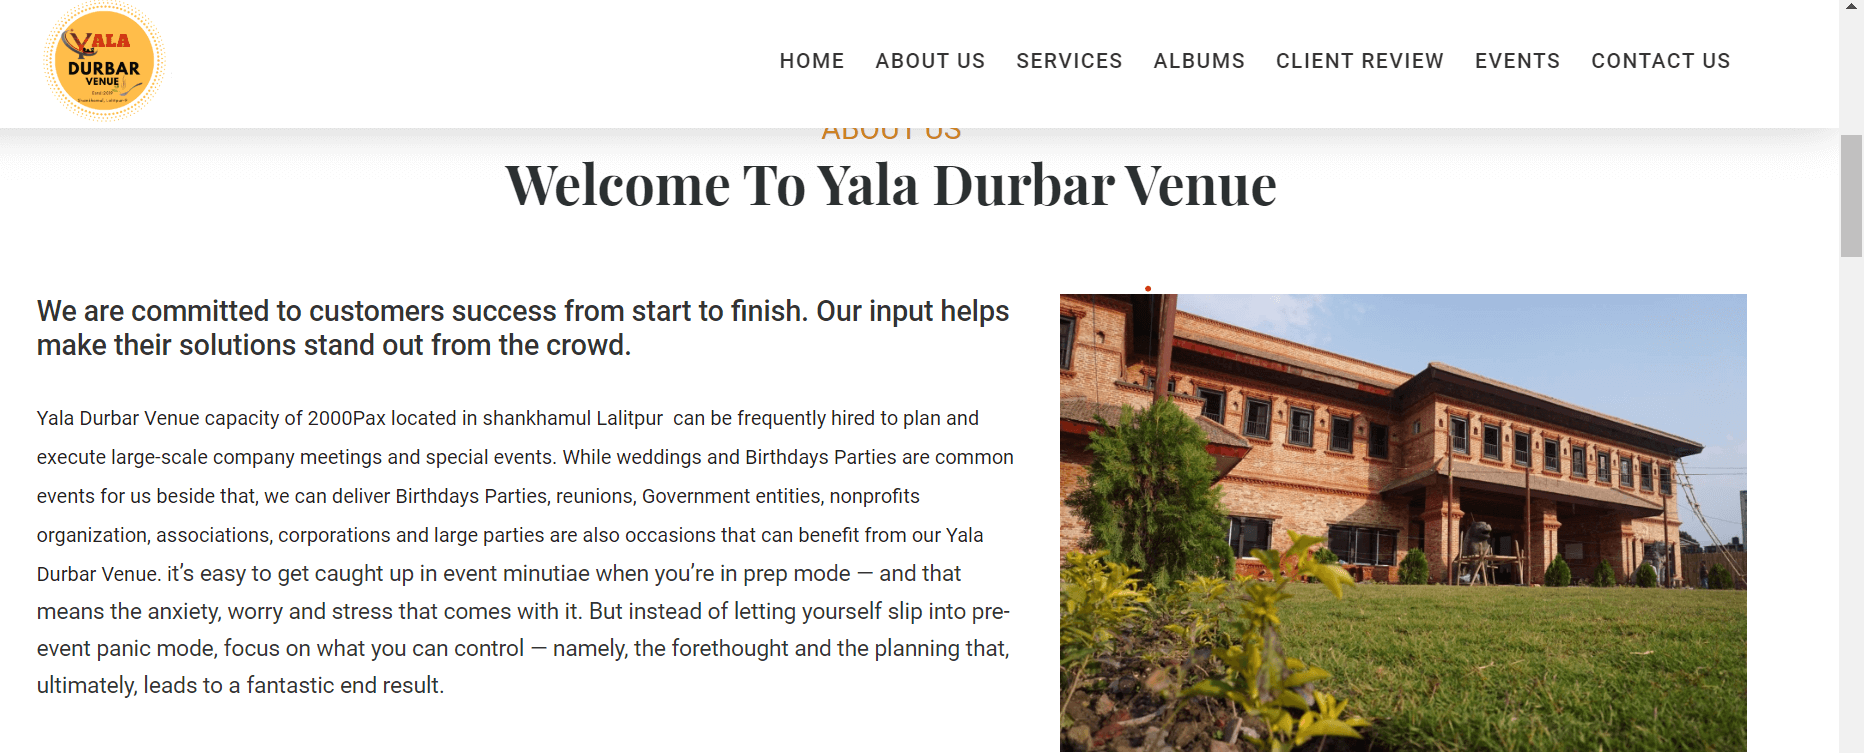 YALA
DURBAR
VENUE
HOME ABOUT US SERVICES ALBUMS CLIENT REVIEW EVENTS CONTACT US
ABOUT US
Welcome To Yala Durbar Venue
We are committed to customers success from start to finish. Our input helps
make their solutions stand out from the crowd.
Yala Durbar Venue capacity of 2000Pax located in shankhamul Lalitpur  can be frequently hired to plan and
execute large-scale company meetings and special events. While weddings and Birthdays Parties are common
events for us beside that, we can deliver Birthdays Parties, reunions, Government entities, nonprofits
organization, associations, corporations and large parties are also occasions that can benefit from our Yala
Durbar Venue. it’s easy to get caught up in event minutiae when you’re in prep mode — and that
means the anxiety, worry and stress that comes with it. But instead of letting yourself slip into pre-
event panic mode, focus on what you can control — namely, the forethought and the planning that,
ultimately, leads to a fantastic end result.